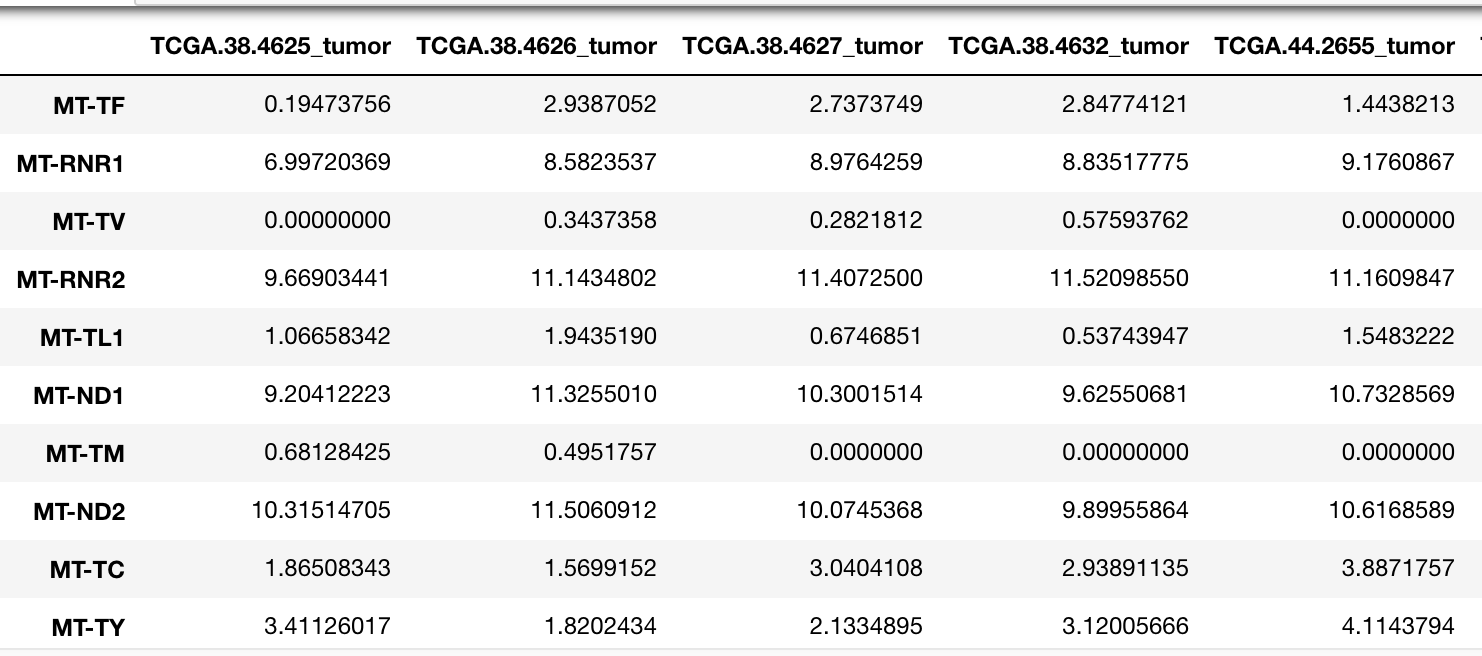 TCGA.38.4625_tumor TCGA.38.4626_tumor TCGA.38.4627_tumor TCGA.38.4632_tumor TCGA.44.2655_tumor
MT-TF 0.19473756 2.9387052 2.7373749 2.84774121 1.4438213
MT-RNR1 6.99720369 8.5823537 8.9764259 8.83517775 9.1760867
MT-TV 0.00000000 0.3437358 0.2821812 0.57593762 0.0000000
MT-RNR2 9.66903441 11.1434802 11.4072500 11.52098550 11.1609847
MT-TL1 1.06658342 1.9435190 0.6746851 0.53743947 1.5483222
MT-ND1 9.20412223 11.3255010 10.3001514 9.62550681 10.7328569
MT-TM 0.68128425 0.4951757 0.0000000 0.00000000 0.0000000
MT-ND2 10.31514705 11.5060912 10.0745368 9.89955864 10.6168589
MT-TC 1.86508343 1.5699152 3.0404108 2.93891135 3.8871757
MT-TY 3.41126017 1.8202434 2.1334895 3.12005666 4.1143794